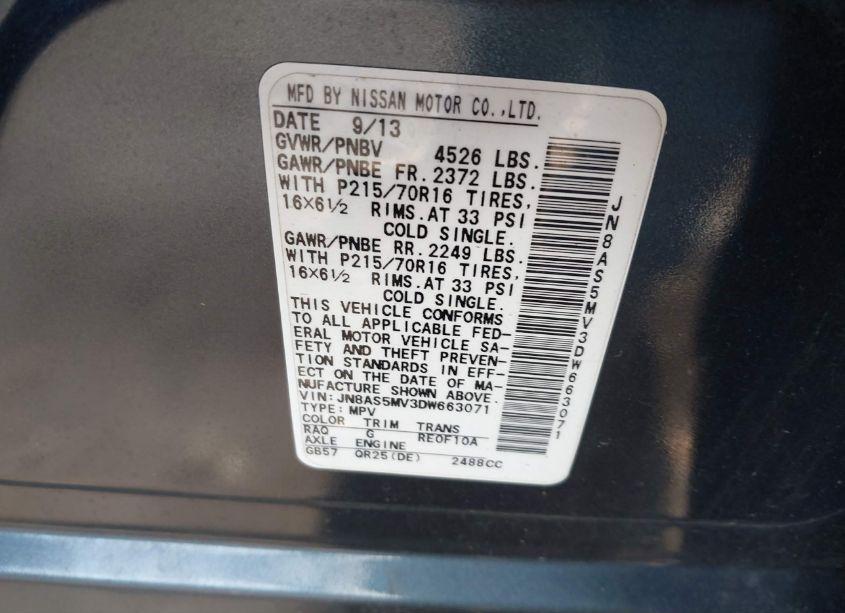 MFD BY NISSAN MOTOR CO.,LTD.
DATE 9/13
GVWR/PNBV 4526 LBS.
GAWR/PNBE FR. 2372 LBS.
WITH P215/70R16 TIRES,
16X6½ RIMS. AT 33 PSI
COLD SINGLE.
GAWR/PNBE RR. 2249 LBS.
WITH P215/70R16 TIRES,
16X6½ RIMS. AT 33 PSI
COLD SINGLE.
THIS VEHICLE CONFORMS
TO ALL APPLICABLE FED-
ERAL MOTOR VEHICLE SA-
FETY AND THEFT PREVEN-
TION STANDARDS IN EFF-
ECT ON THE DATE OF MA-
NUFACTURE SHOWN ABOVE.
VIN: JN8AS5MV3DW663071
TYPE: MPV
COLOR TRIM TRANS
RAQ G RE0F10A
AXLE ENGINE
GB57 QR25(DE) 2488CC
JN8AS5MV3DW663071